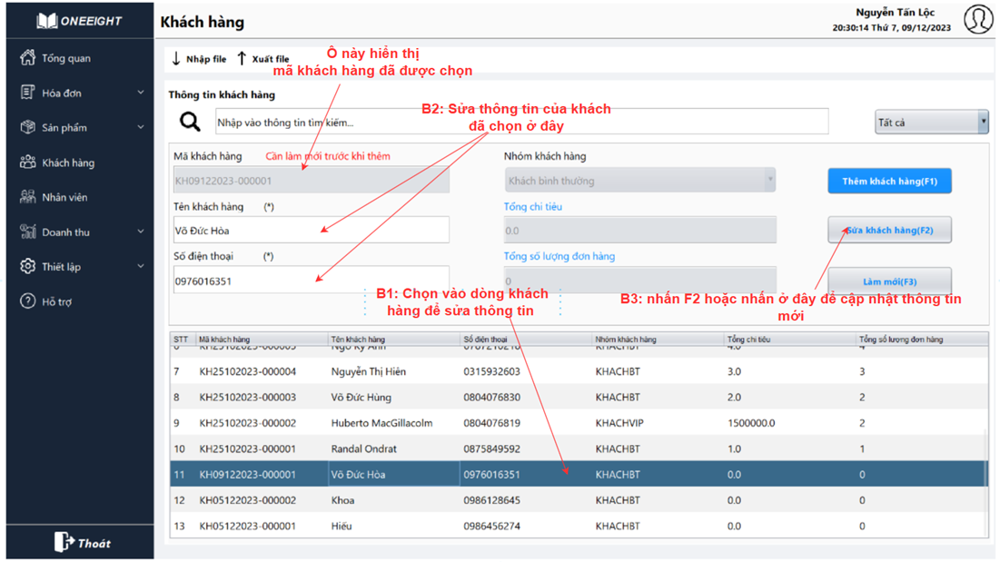 ONEEIGHT
Khách hàng
Nguyễn Tấn Lộc
20:30:14 Thứ 7, 09/12/2023
Tổng quan
Hóa đơn
Sản phẩm
Khách hàng
Nhân viên
Doanh thu
Thiết lập
Hỗ trợ
Thoát
Nhập file
Xuất file
Ô này hiển thị
mã khách hàng đã được chọn
Thông tin khách hàng
B2: Sửa thông tin của khách
đã chọn ở đây
Nhập vào thông tin tìm kiếm...
Tất cả
Mã khách hàng Cần làm mới trước khi thêm
KH09122023-000001
Nhóm khách hàng
Khách bình thường
Thêm khách hàng(F1)
Tên khách hàng (*)
Võ Đức Hòa
Tổng chi tiêu
0.0
Sửa khách hàng(F2)
Số điện thoại (*)
0976016351
Tổng số lượng đơn hàng
0
Làm mới(F3)
B1: Chọn vào dòng khách
hàng để sửa thông tin
B3: nhấn F2 hoặc nhấn ở đây để cập nhật thông tin
mới
STT Mã khách hàng Tên khách hàng Số điện thoại Nhóm khách hàng Tổng chi tiêu Tổng số lượng đơn hàng
7 KH25102023-000004 Nguyễn Thị Hiên 0315932603 KHACHBT 3.0 3
8 KH25102023-000003 Võ Đức Hùng 0804076830 KHACHBT 2.0 2
9 KH25102023-000002 Huberto MacGillacolm 0804076819 KHACHVIP 1500000.0 2
10 KH25102023-000001 Randal Ondrat 0875849592 KHACHBT 1.0 1
11 KH09122023-000001 Võ Đức Hòa 0976016351 KHACHBT 0.0 0
12 KH05122023-000002 Khoa 0986128645 KHACHBT 0.0 0
13 KH05122023-000001 Hiếu 0986456274 KHACHBT 0.0 0